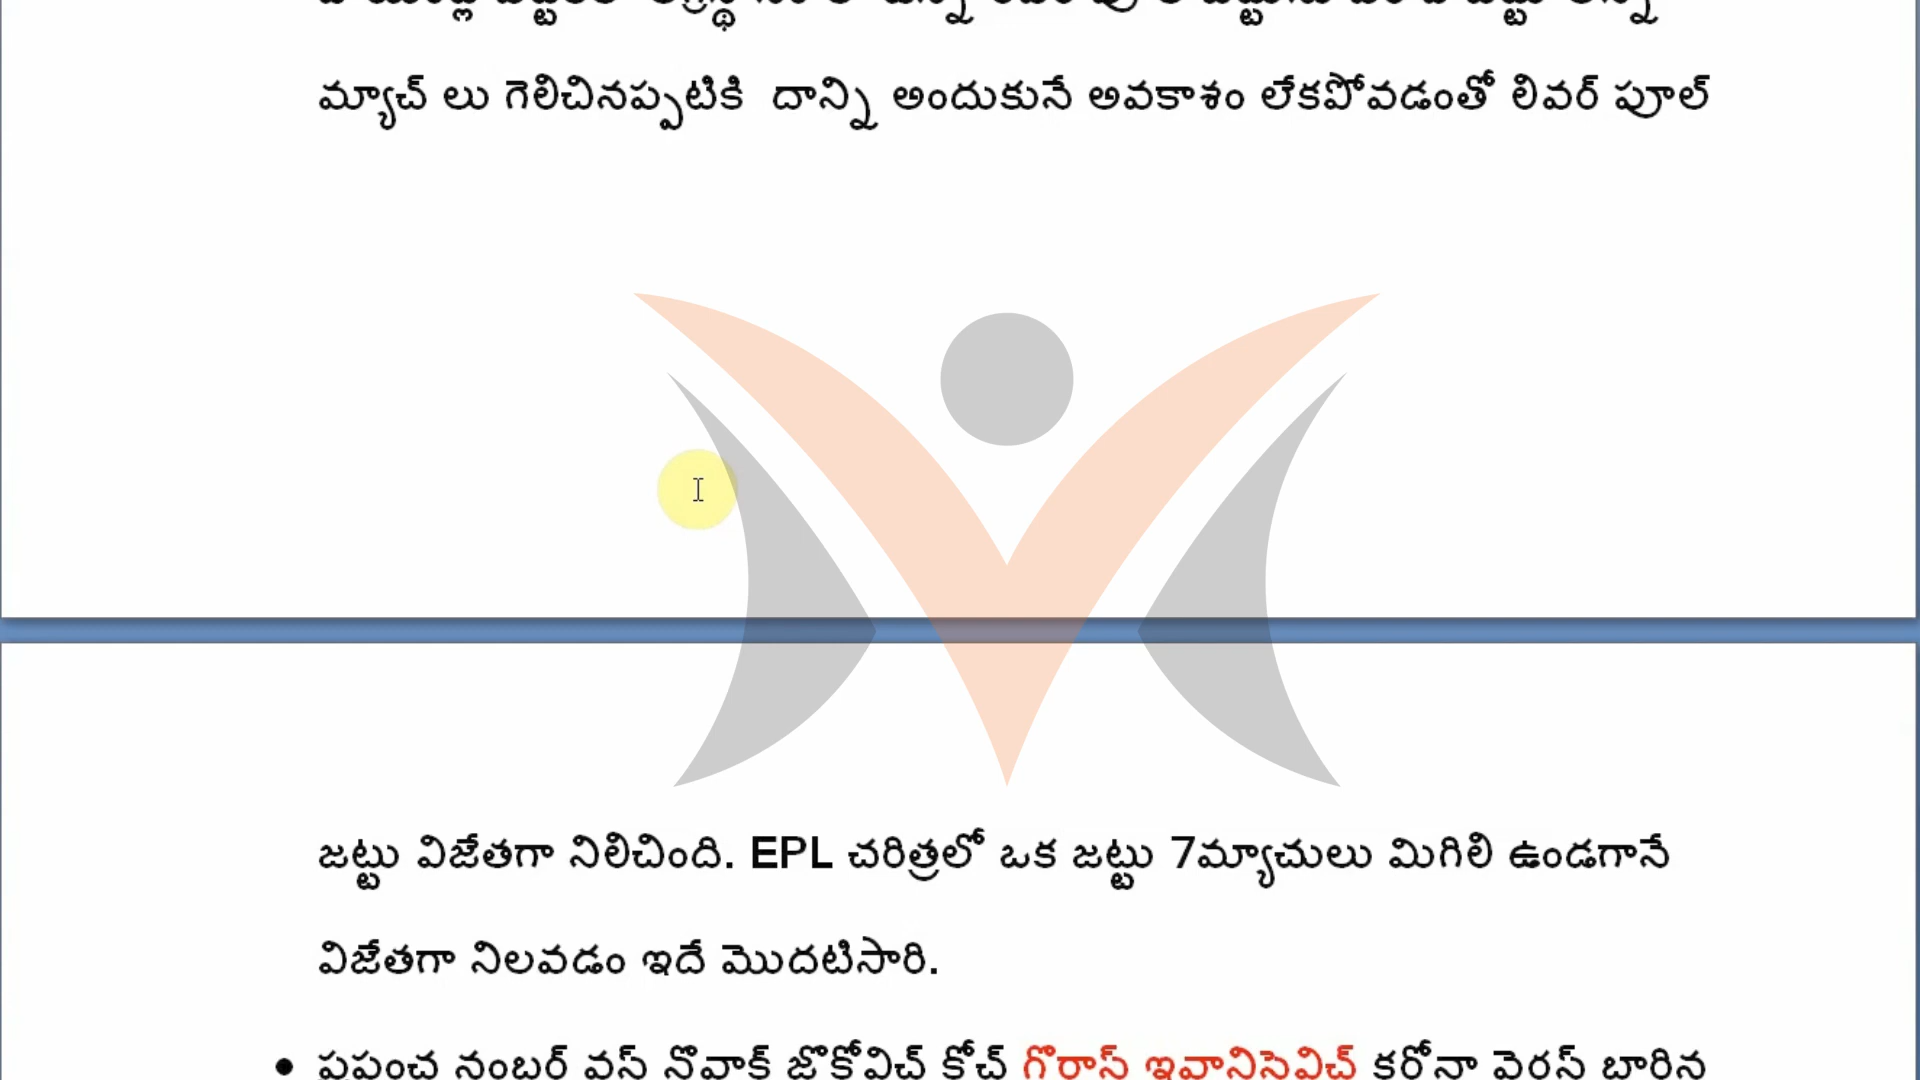 మ్యాచ్ లు గెలిచినప్పటికి దాన్ని అందుకునే అవకాశం లేకపోవడంతో లివర్ పూల్
జట్టు విజేతగా నిలిచింది. EPL చరిత్రలో ఒక జట్టు 7మ్యాచులు మిగిలి ఉండగానే
విజేతగా నిలవడం ఇదే మొదటిసారి.
• ప్రపంచ నంబర్ వన్ నొవాక్ జొకోవిచ్ కోచ్ గొరాన్ ఇవానిసెవిచ్ కరోనా వైరస్ బారిన